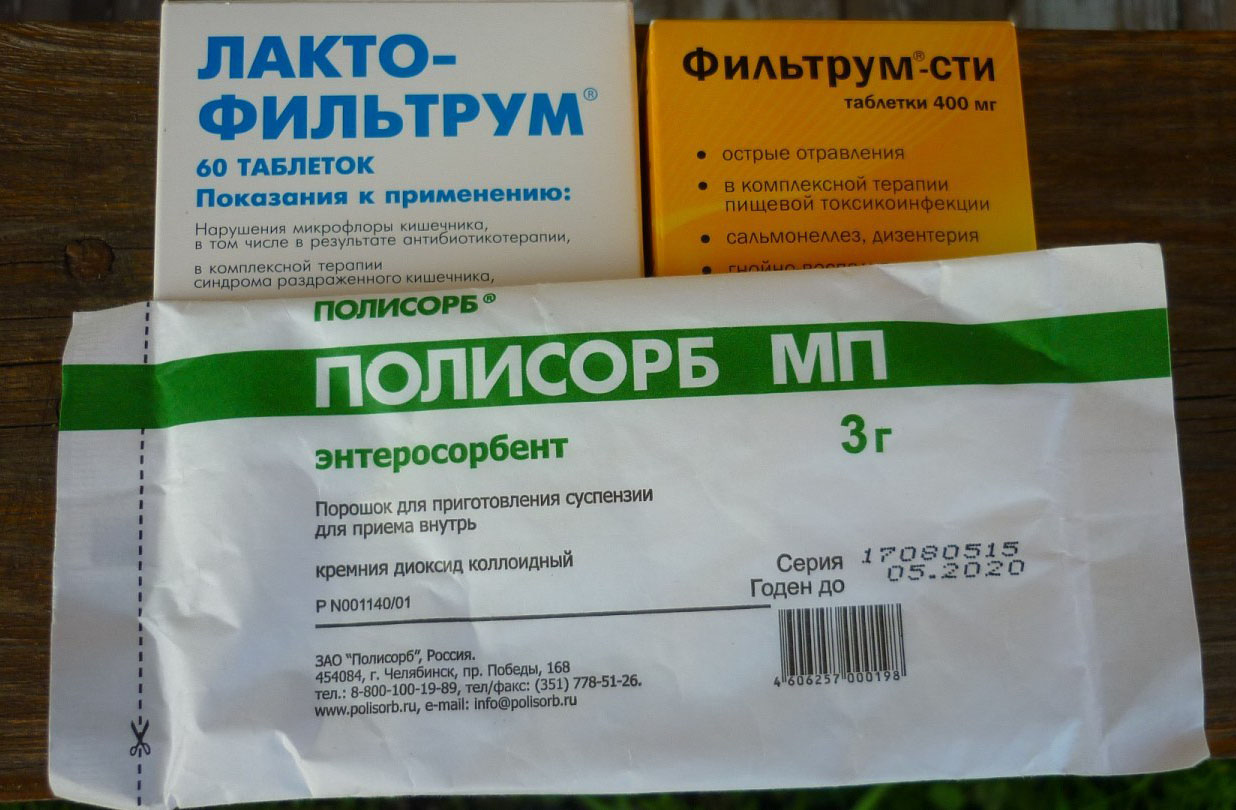 ЛАКТО-
ФИЛЬТРУМ®
60 ТАБЛЕТОК
Показания к применению:
Нарушения микрофлоры кишечника,
в том числе в результате антибиотикотерапии,
в комплексной терапии
синдрома раздраженного кишечника,
Фильтрум®-сти
таблетки 400 мг
• острые отравления
• в комплексной терапии
пищевой токсикоинфекции
• сальмонеллез, дизентерия
ПОЛИСОРБ®
ПОЛИСОРБ МП
энтеросорбент
3 г
Порошок для приготовления суспензии
для приема внутрь
кремния диоксид коллоидный
Р N001140/01
Серия 17080515
Годен до 05.2020
ЗАО "Полисорб", Россия.
454084, г. Челябинск, пр. Победы, 168
тел.: 8-800-100-19-89, тел/факс: (351) 778-51-26.
www.polisorb.ru, e-mail: info@polisorb.ru
4 606257 000198